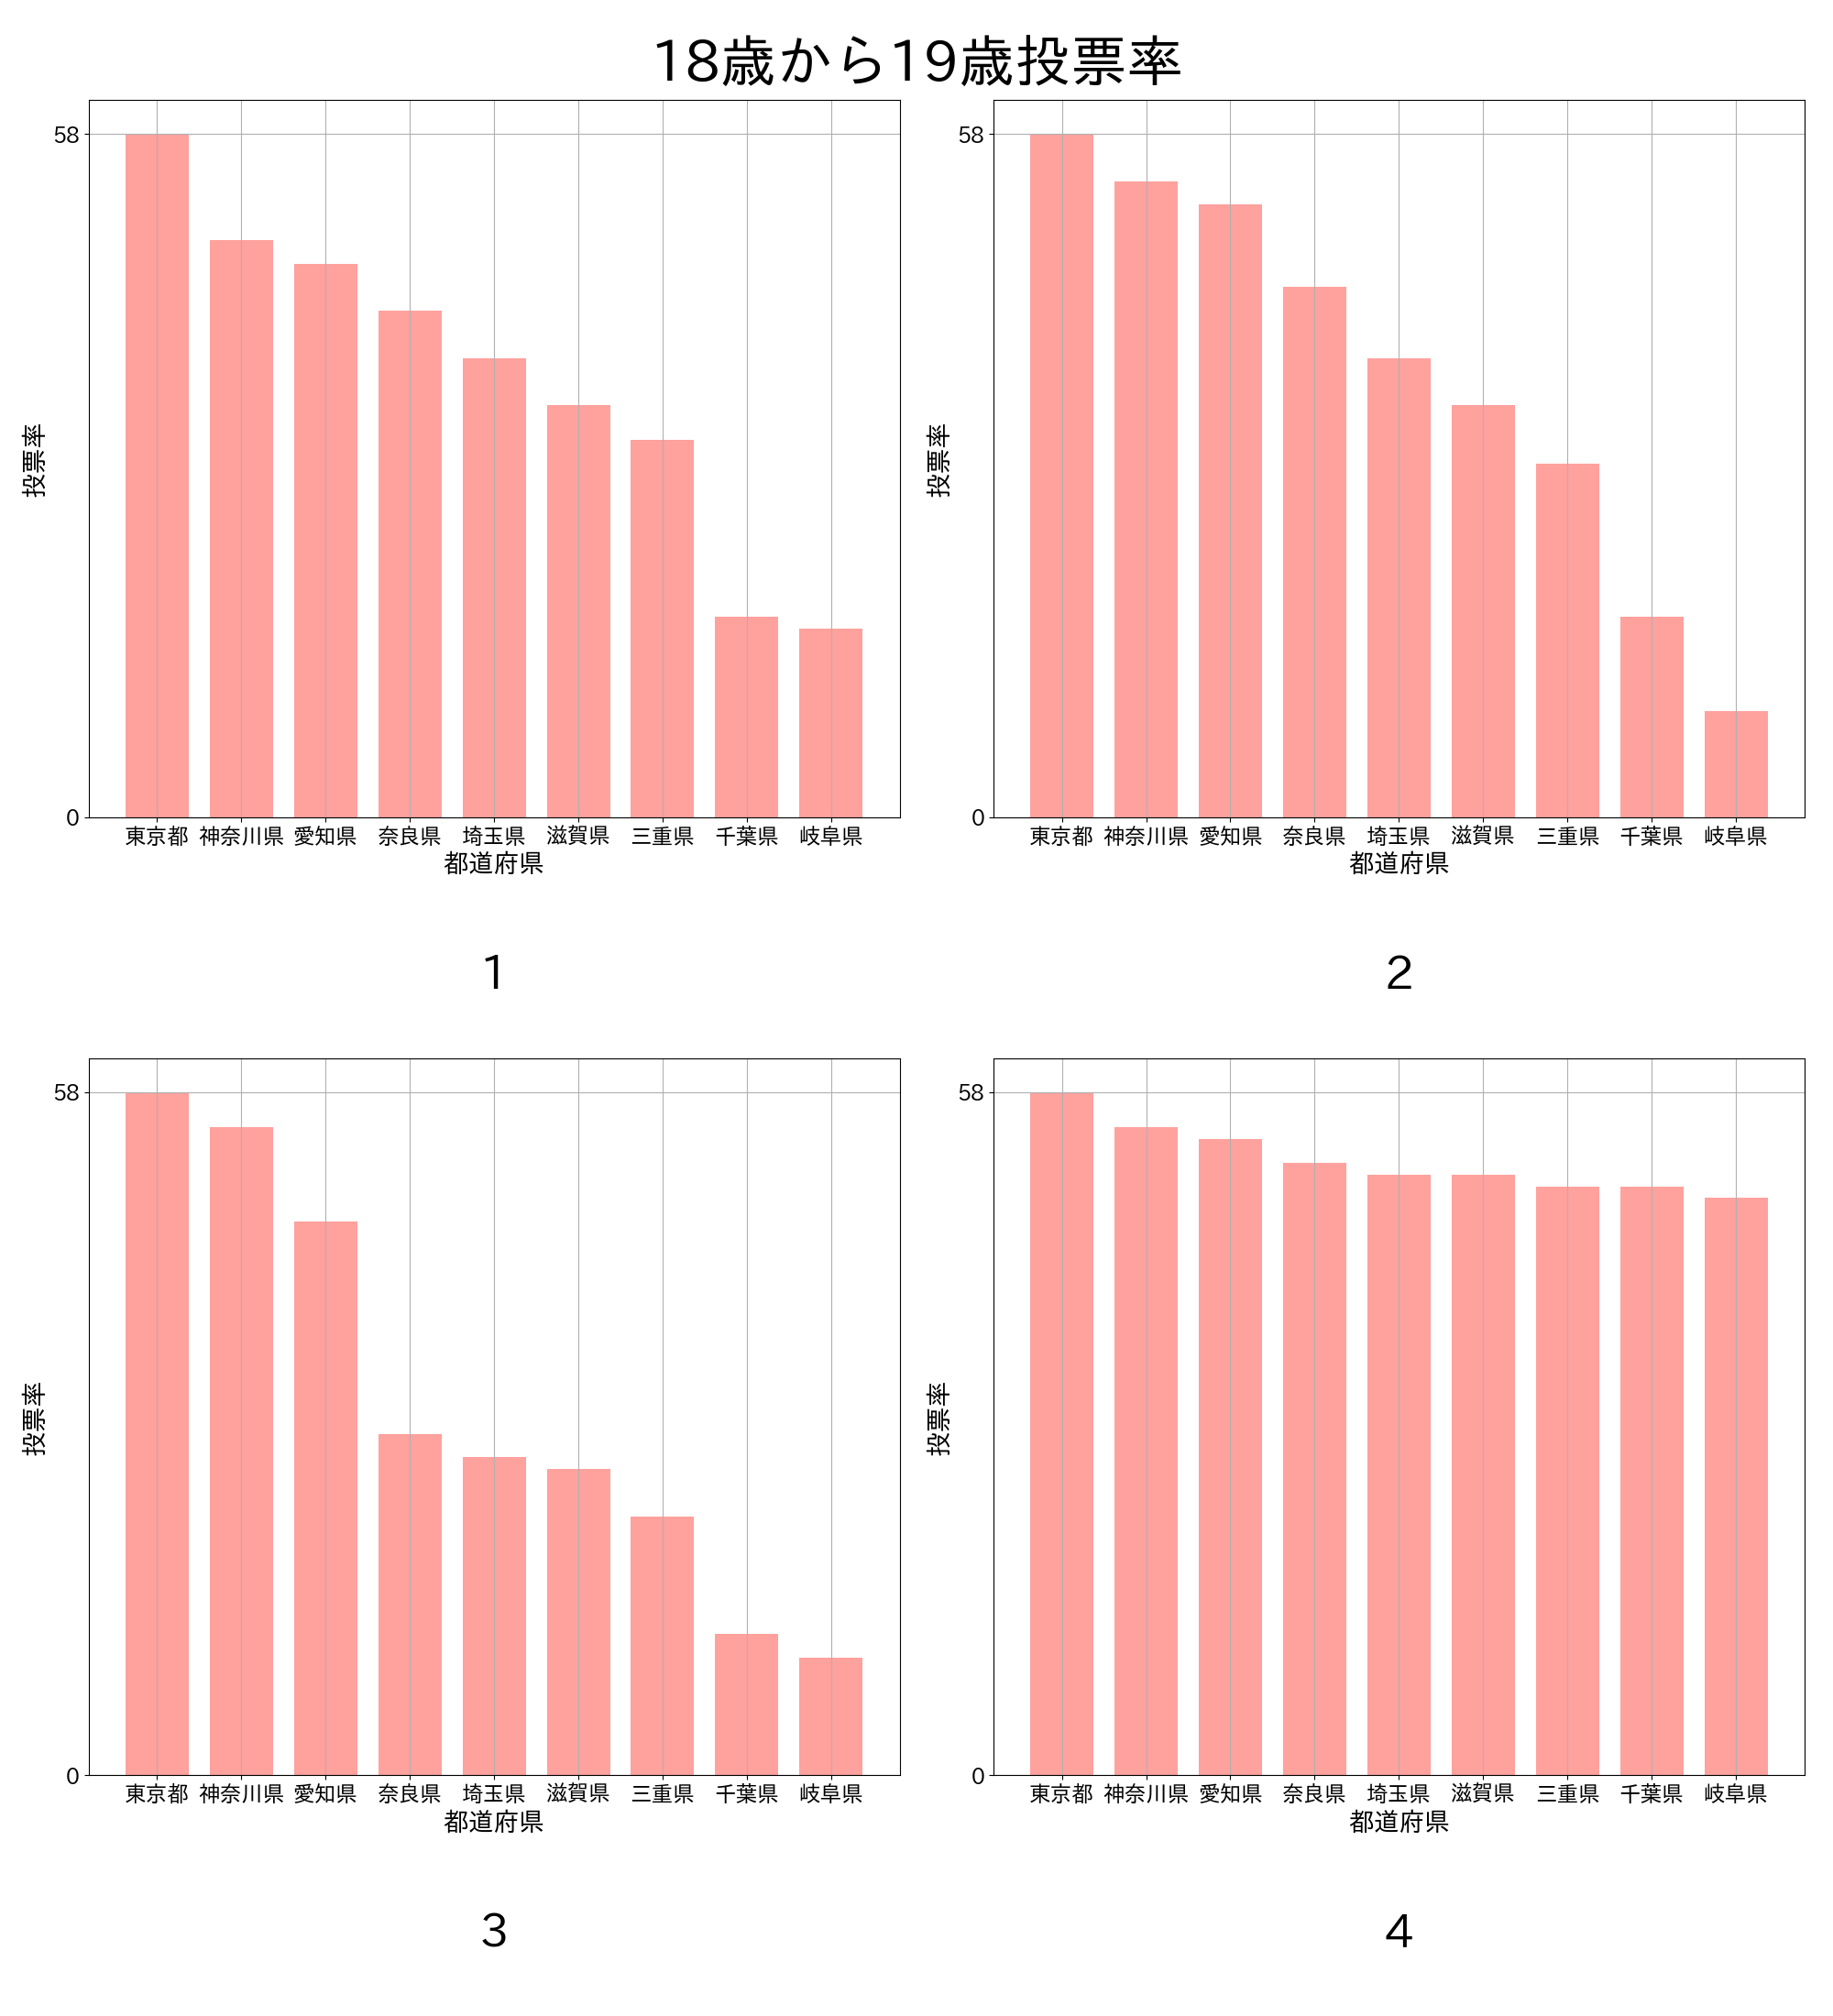 18歳から19歳投票率
58
0
投票率
東京都 神奈川県 愛知県 奈良県 埼玉県 滋賀県 三重県 千葉県 岐阜県
都道府県
1
58
0
投票率
東京都 神奈川県 愛知県 奈良県 埼玉県 滋賀県 三重県 千葉県 岐阜県
都道府県
2
58
0
投票率
東京都 神奈川県 愛知県 奈良県 埼玉県 滋賀県 三重県 千葉県 岐阜県
都道府県
3
58
0
投票率
東京都 神奈川県 愛知県 奈良県 埼玉県 滋賀県 三重県 千葉県 岐阜県
都道府県
4